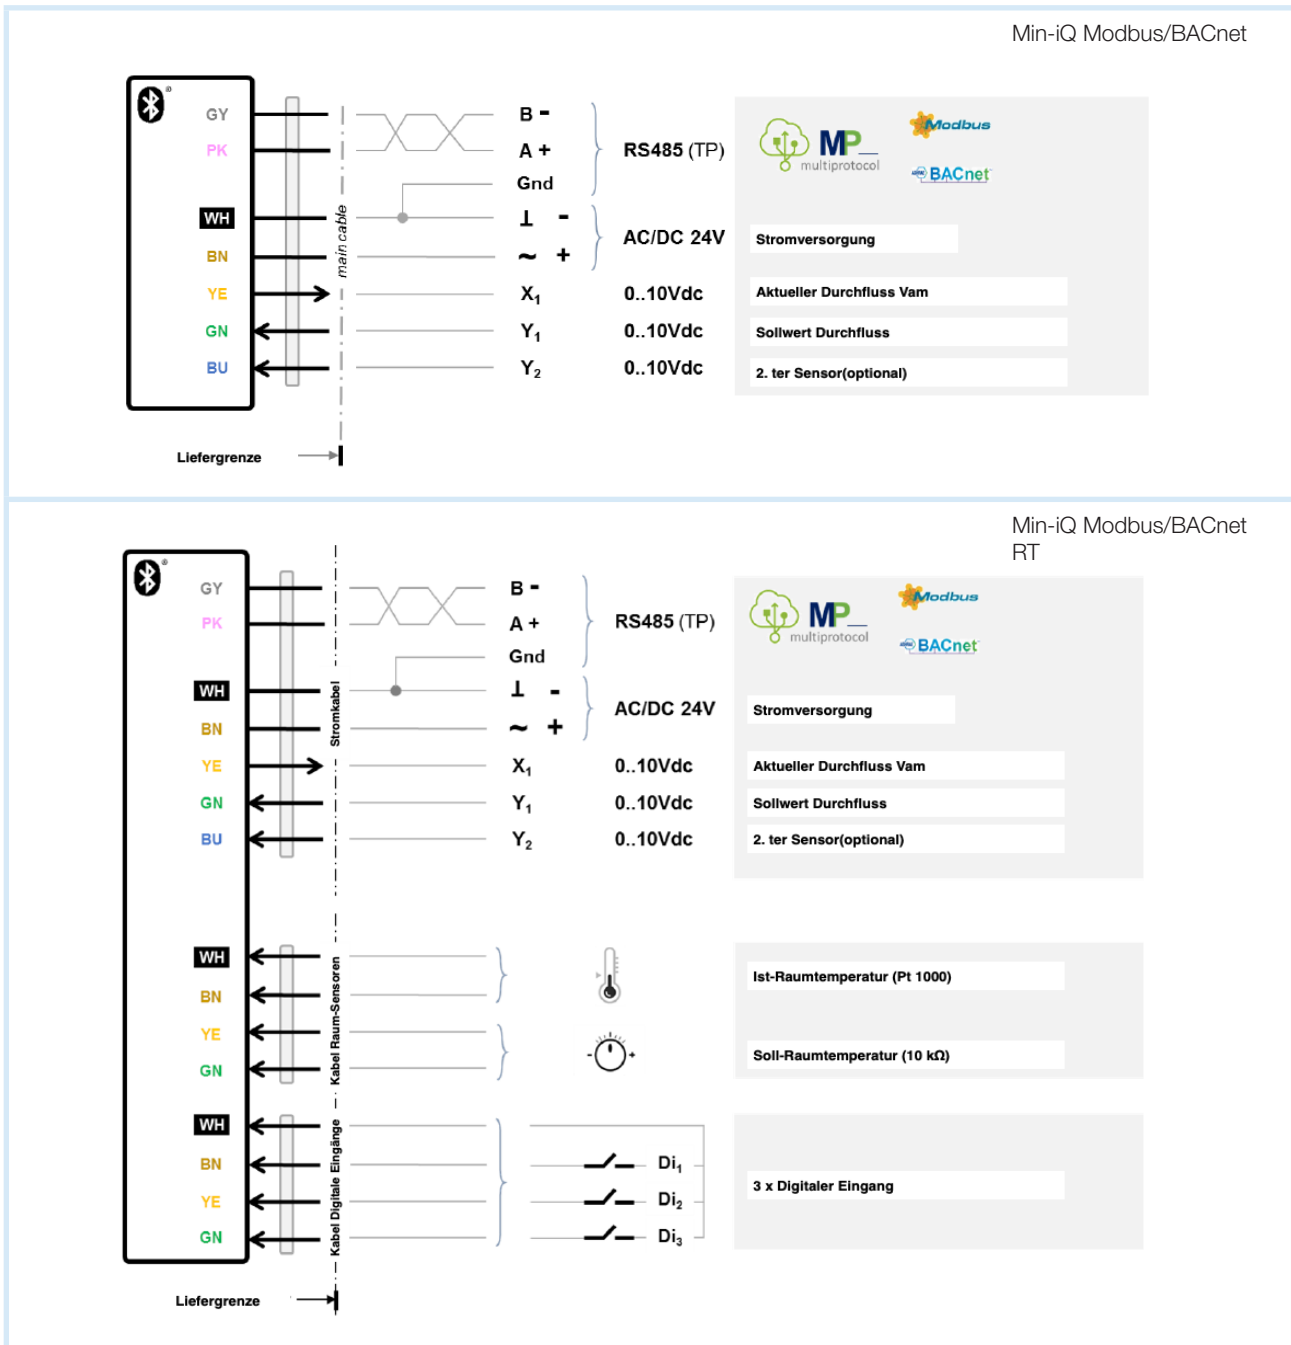 Min-iQ Modbus/BACnet
GY
B -
PK
A +
RS485 (TP)
MP
multiprotocol
Modbus
BACnet
Gnd
WH
⊥ -
AC/DC 24V
Stromversorgung
BN
~ +
YE
X1
0..10Vdc
Aktueller Durchfluss Vam
GN
Y1
0..10Vdc
Sollwert Durchfluss
BU
Y2
0..10Vdc
2. ter Sensor(optional)
main cable
Liefergrenze
Min-iQ Modbus/BACnet
RT
GY
B -
PK
A +
RS485 (TP)
MP
multiprotocol
Modbus
BACnet
Gnd
WH
⊥ -
AC/DC 24V
Stromversorgung
BN
~ +
YE
X1
0..10Vdc
Aktueller Durchfluss Vam
GN
Y1
0..10Vdc
Sollwert Durchfluss
BU
Y2
0..10Vdc
2. ter Sensor(optional)
Stromkabel
WH
BN
Ist-Raumtemperatur (Pt 1000)
YE
GN
- +
Soll-Raumtemperatur (10 kΩ)
Kabel Raum-Sensoren
WH
BN
Di1
YE
Di2
GN
Di3
3 x Digitaler Eingang
Kabel Digitale Eingänge
Liefergrenze